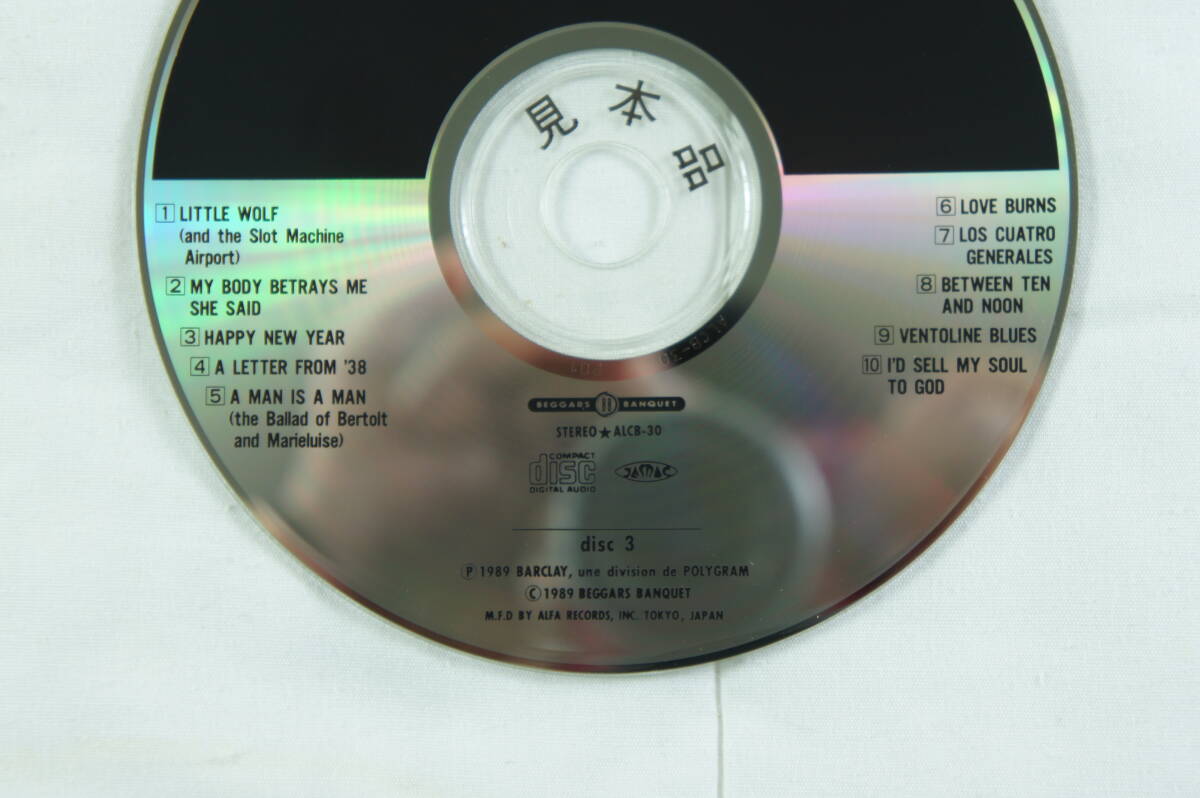 見本品
1 LITTLE WOLF
(and the Slot Machine
Airport)
2 MY BODY BETRAYS ME
SHE SAID
3 HAPPY NEW YEAR
4 A LETTER FROM '38
5 A MAN IS A MAN
(the Ballad of Bertolt
and Marieluise)
6 LOVE BURNS
7 LOS CUATRO
GENERALES
8 BETWEEN TEN
AND NOON
9 VENTOLINE BLUES
10 I'D SELL MY SOUL
TO GOD
ALCB-30
BEGGARS BANQUET
STEREO★ALCB-30
COMPACT
disc
DIGITAL AUDIO
JASRAC
disc 3
Ⓟ1989 BARCLAY, une division de POLYGRAM
©1989 BEGGARS BANQUET
M.F.D BY ALFA RECORDS, INC. TOKYO, JAPAN